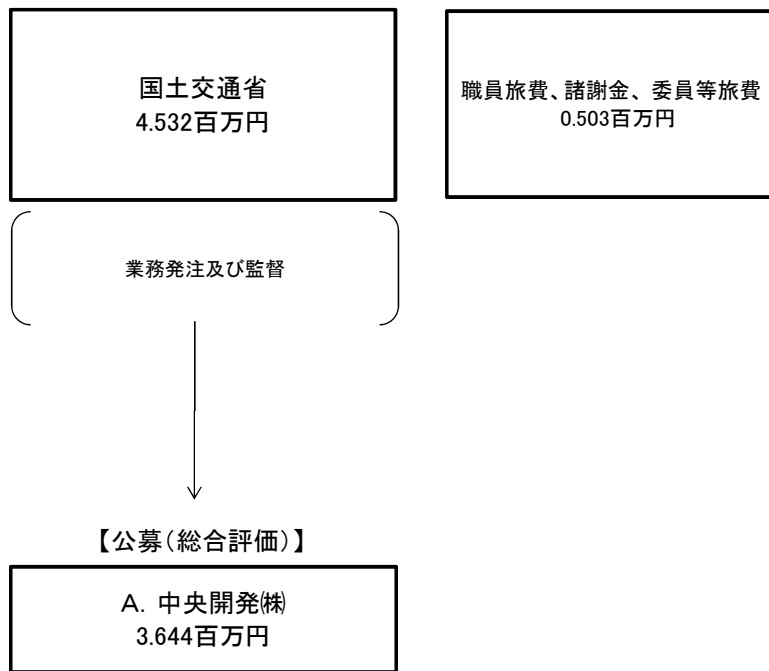 国土交通省
4.532百万円
職員旅費、諸謝金、委員等旅費
0.503百万円
業務発注及び監督
【公募(総合評価)】
A．中央開発㈱
3.644百万円